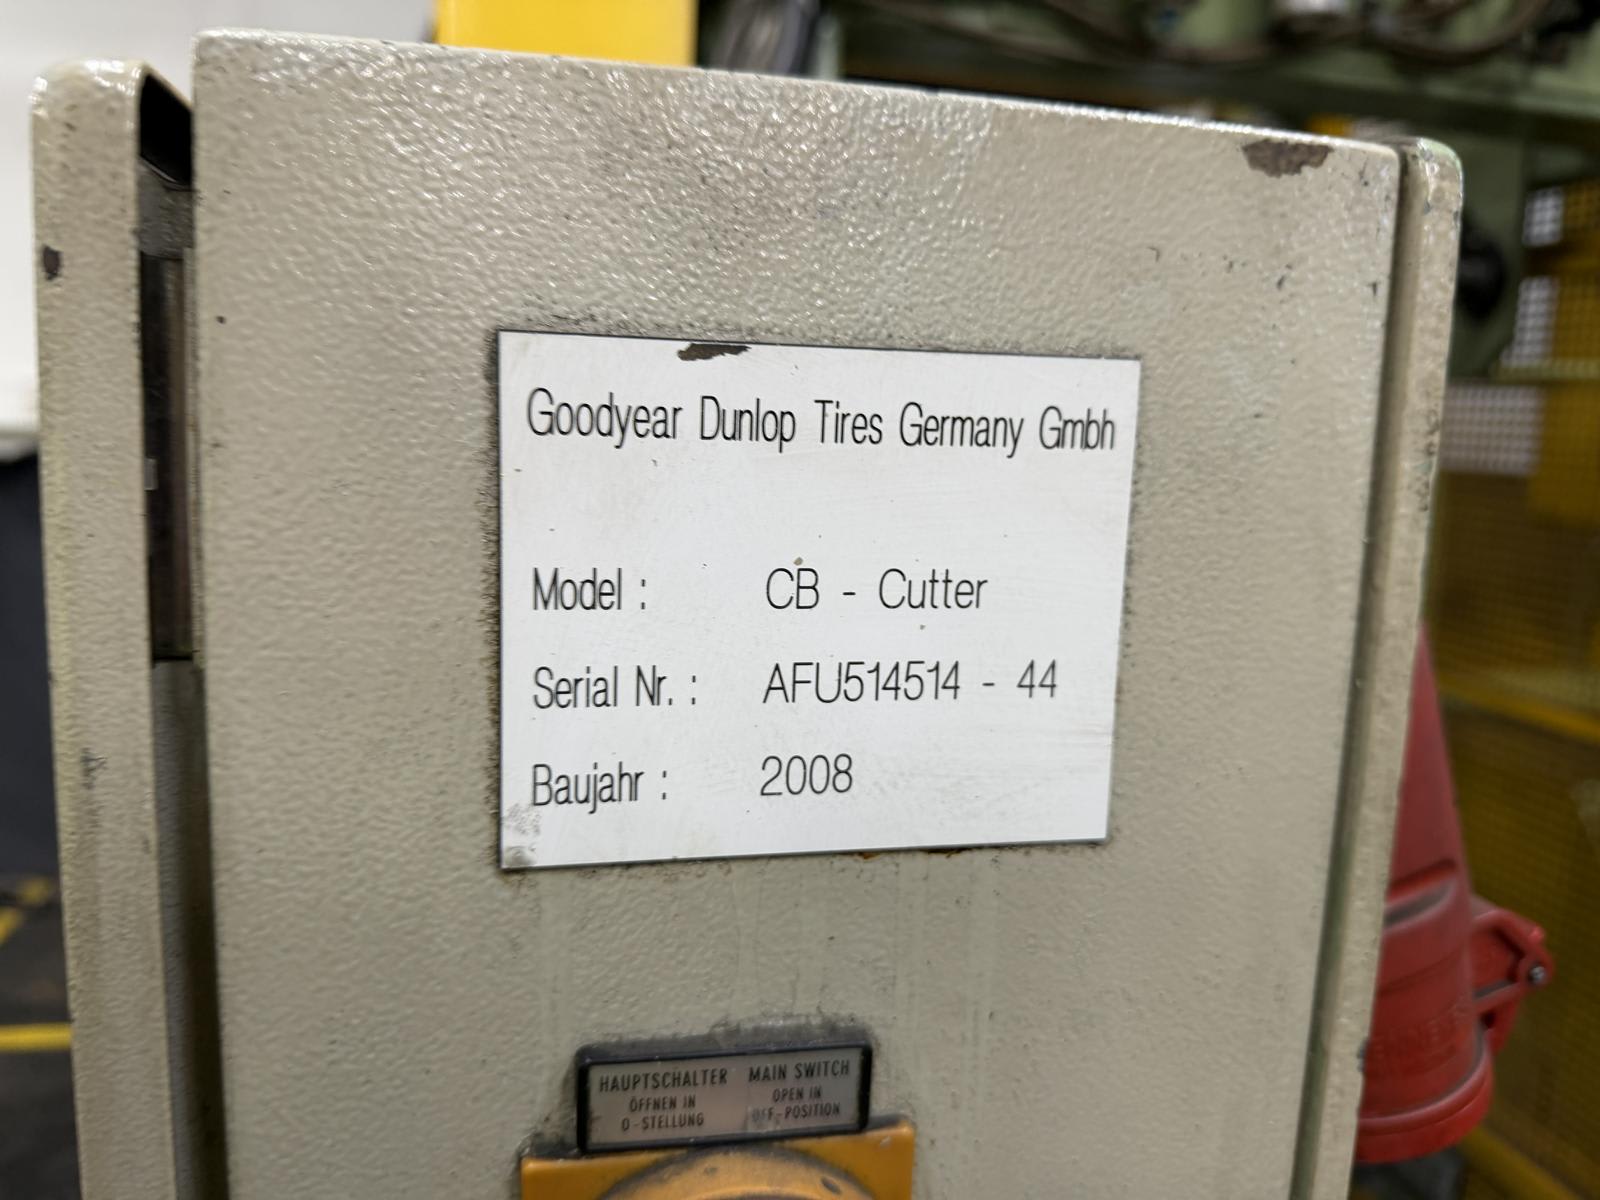 Goodyear Dunlop Tires Germany Gmbh
Model : CB - Cutter
Serial Nr. : AFU514514 - 44
Baujahr : 2008
HAUPTSCHALTER
ÖFFNEN IN
0-STELLUNG
MAIN SWITCH
OPEN IN
OFF-POSITION